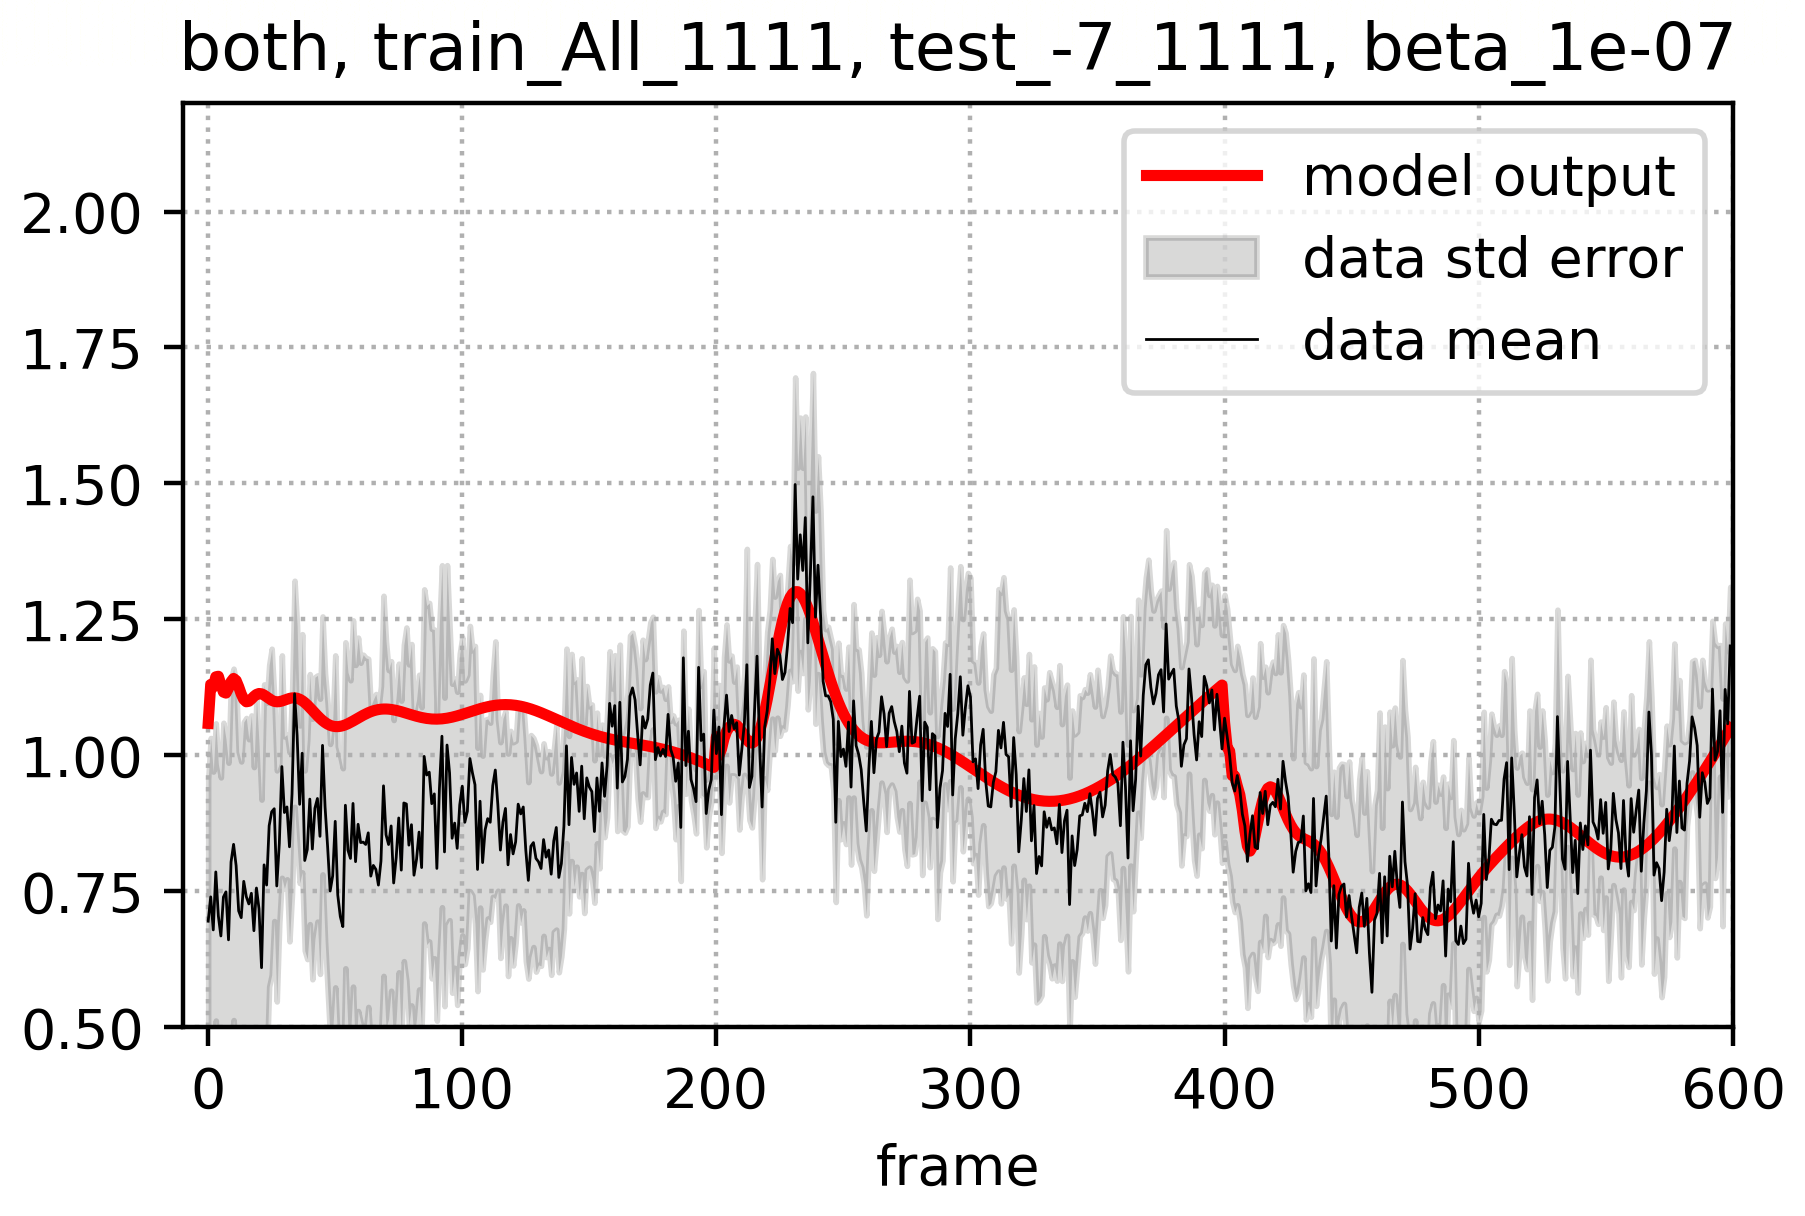 both, train_All_1111, test_-7_1111, beta_1e-07
model output
data std error
data mean
2.00
1.75
1.50
1.25
1.00
0.75
0.50
0 100 200 300 400 500 600
frame